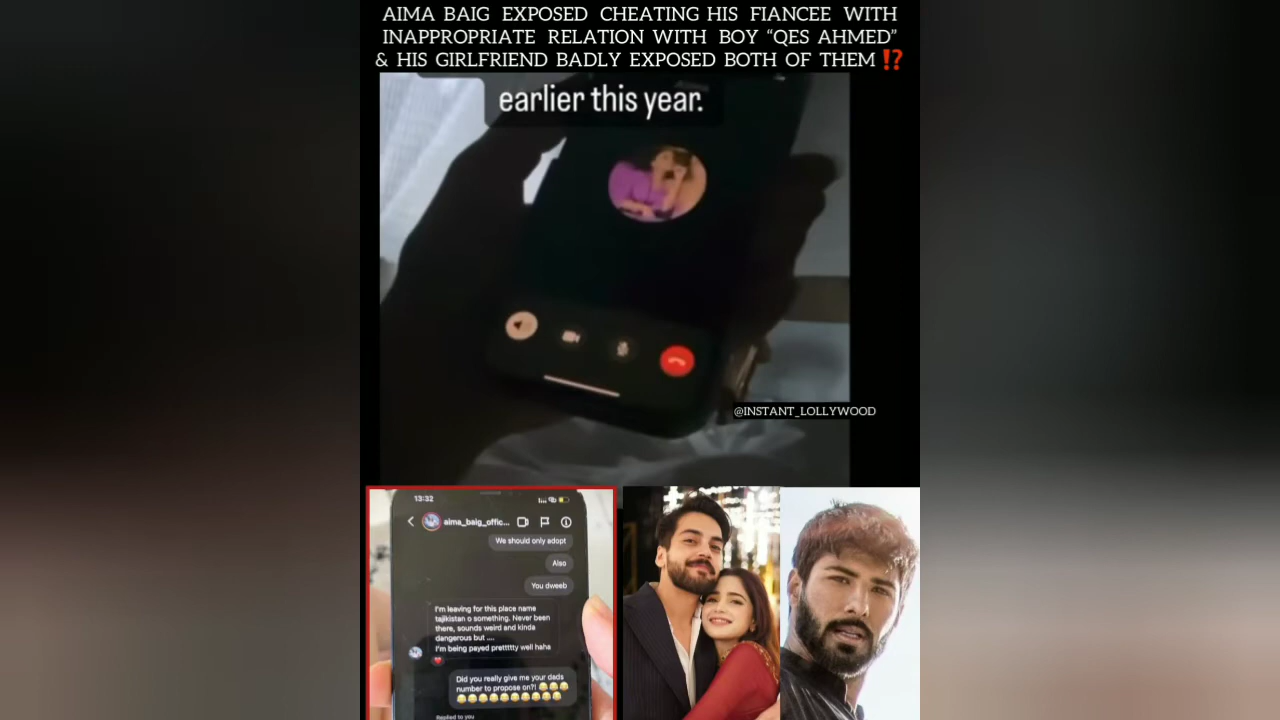 AIMA BAIG EXPOSED CHEATING HIS FIANCEE WITH
INAPPROPRIATE RELATION WITH BOY “QES AHMED”
& HIS GIRLFRIEND BADLY EXPOSED BOTH OF THEM ⁉️
earlier this year.
@INSTANT_LOLLYWOOD
13:32
aima_baig_offic...
We should only adopt
Also
You dweeb
I'm leaving for this place name
tajikistan o something. Never been
there, sounds weird and kinda
dangerous but ....
I'm being payed prettttty well haha
Did you really give me your dads
number to propose on?! 😂😂😂
😂😂😂😂😂😂😂😂😂😂
Replied to you